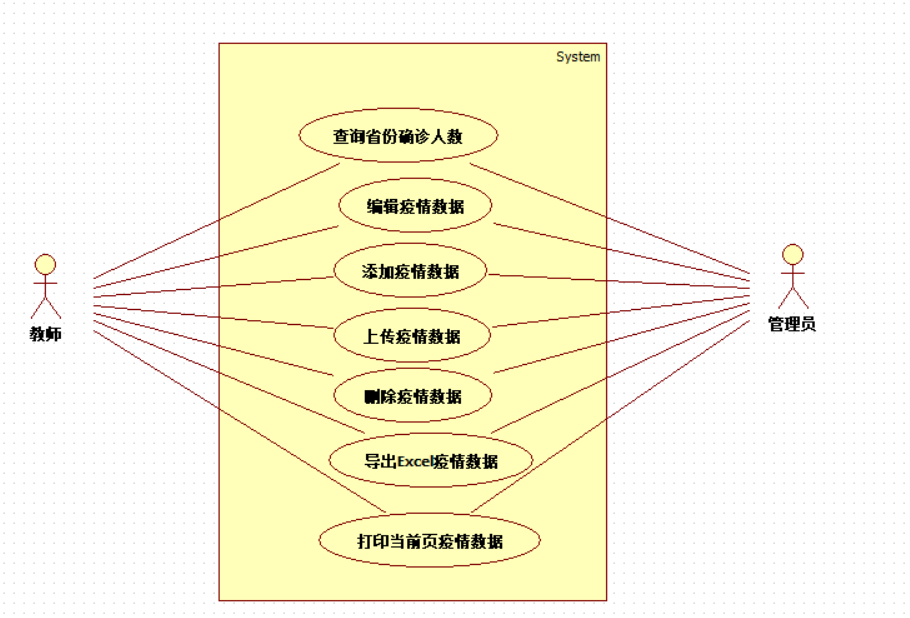 System
查询省份确诊人数
编辑疫情数据
添加疫情数据
上传疫情数据
删除疫情数据
导出Excel疫情数据
打印当前页疫情数据
教师
管理员